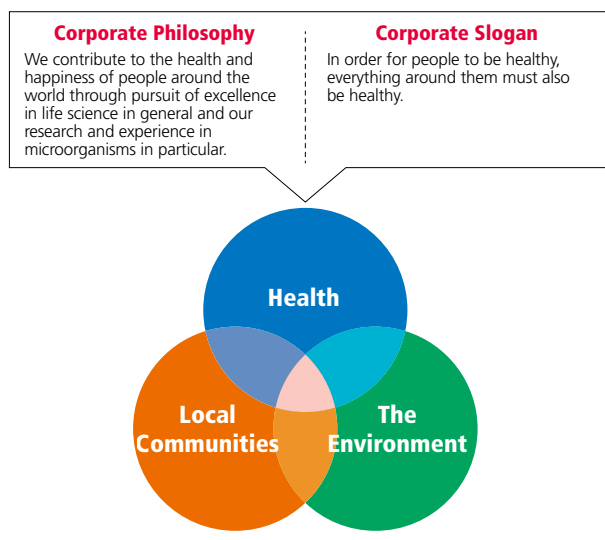 Corporate Philosophy
We contribute to the health and
happiness of people around the
world through pursuit of excellence
in life science in general and our
research and experience in
microorganisms in particular.
Corporate Slogan
In order for people to be healthy,
everything around them must also
be healthy.
Health
Local
Communities
The
Environment